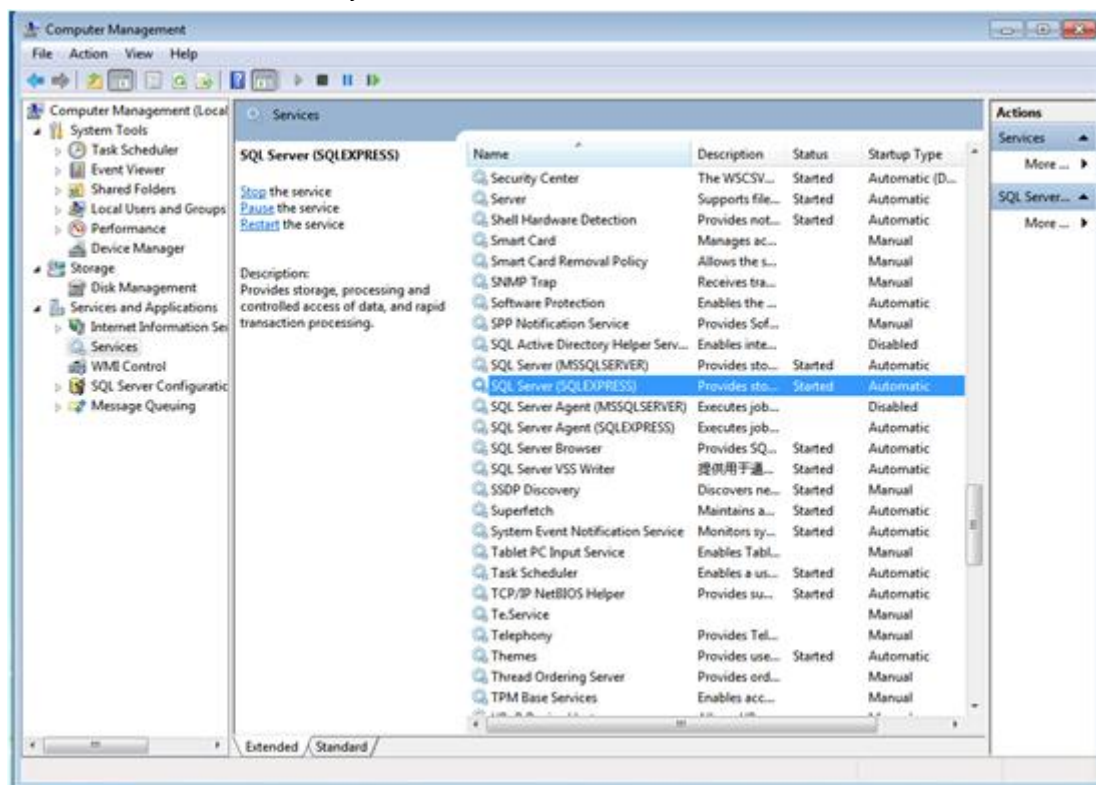 Computer Management
File Action View Help
Computer Management (Local
System Tools
Task Scheduler
Event Viewer
Shared Folders
Local Users and Groups
Performance
Device Manager
Storage
Disk Management
Services and Applications
Internet Information Se
Services
WMI Control
SQL Server Configuratic
Message Queuing
Services
SQL Server (SQLEXPRESS)
Stop the service
Pause the service
Restart the service
Description:
Provides storage, processing and
controlled access of data, and rapid
transaction processing.
Name Description Status Startup Type
Security Center The WSCSV... Started Automatic (D...
Server Supports file... Started Automatic
Shell Hardware Detection Provides not... Started Automatic
Smart Card Manages ac... Manual
Smart Card Removal Policy Allows the s... Manual
SNMP Trap Receives tra... Manual
Software Protection Enables the ... Automatic
SPP Notification Service Provides Sof... Manual
SQL Active Directory Helper Serv... Enables inte... Disabled
SQL Server (MSSQLSERVER) Provides sto... Started Automatic
SQL Server (SQLEXPRESS) Provides sto... Started Automatic
SQL Server Agent (MSSQLSERVER) Executes job... Disabled
SQL Server Agent (SQLEXPRESS) Executes job... Automatic
SQL Server Browser Provides SQ... Started Automatic
SQL Server VSS Writer 提供用于通... Started Automatic
SSDP Discovery Discovers ne... Started Manual
Superfetch Maintains a... Started Automatic
System Event Notification Service Monitors sy... Started Automatic
Tablet PC Input Service Enables Tabl... Manual
Task Scheduler Enables a us... Started Automatic
TCP/IP NetBIOS Helper Provides su... Started Automatic
Te.Service Manual
Telephony Provides Tel... Manual
Themes Provides use... Started Automatic
Thread Ordering Server Provides ord... Manual
TPM Base Services Enables acc... Manual
Extended Standard
Actions
Services
More ...
SQL Server...
More ...